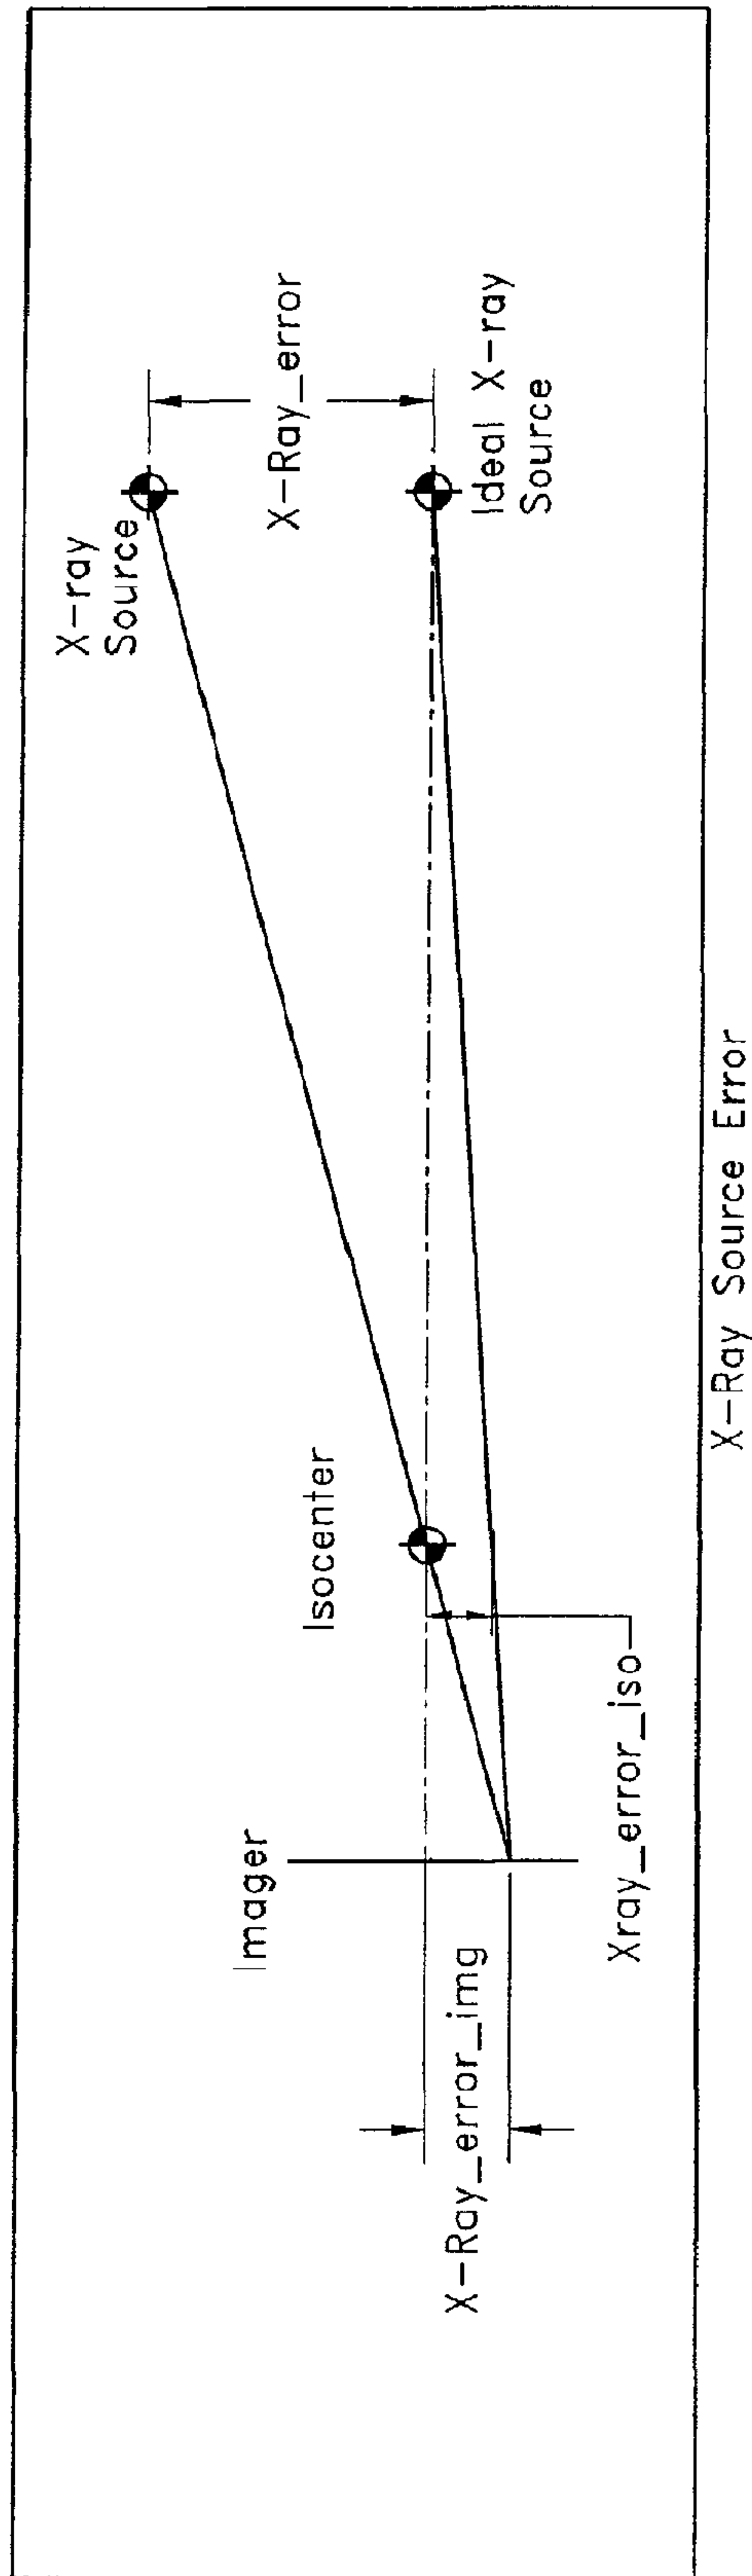 X-ray
Source
X-Ray_error
Ideal X-ray
Source
Isocenter
Imager
Xray_error_iso
X-Ray_error_img
X-Ray Source Error